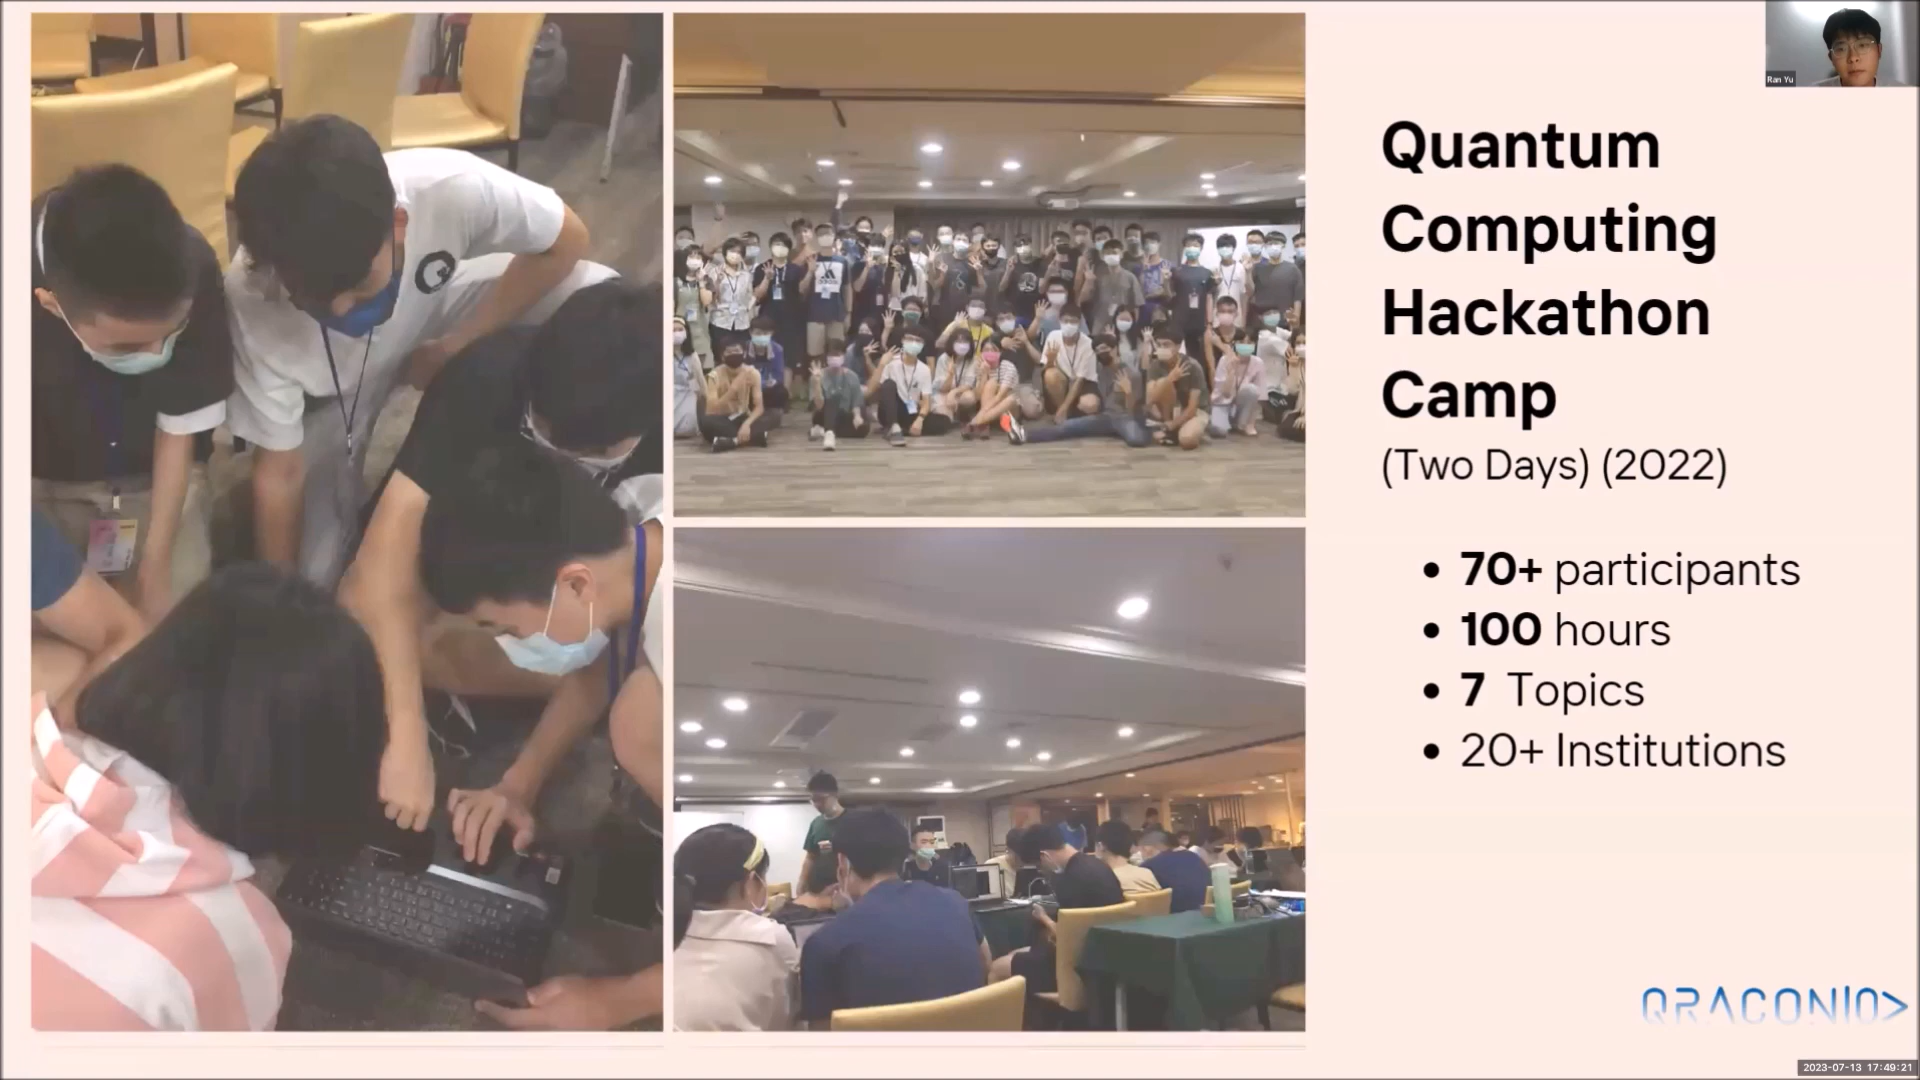 Ran Yu
Quantum
Computing
Hackathon
Camp
(Two Days) (2022)
• 70+ participants
• 100 hours
• 7 Topics
• 20+ Institutions
QRACON|0>
2023-07-13 17:49:21